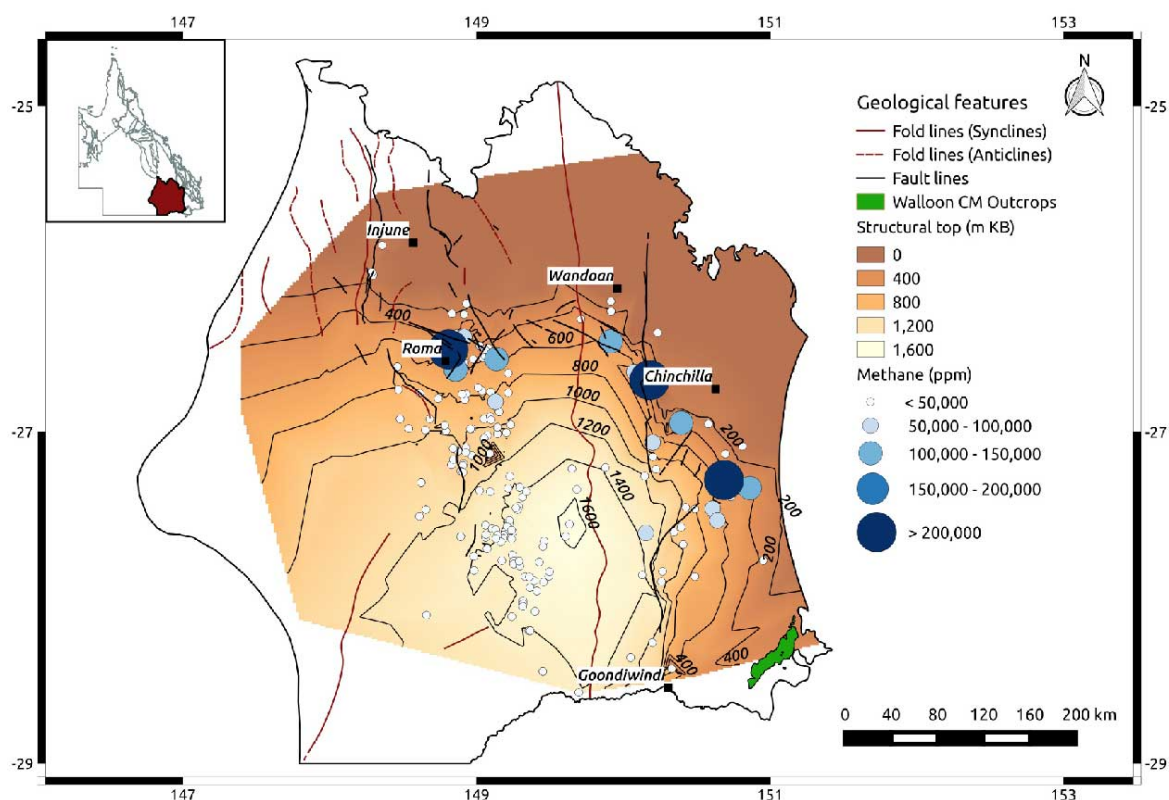 147
149
151
153
-25
-25
N
Geological features
Fold lines (Synclines)
Fold lines (Anticlines)
Fault lines
Walloon CM Outcrops
Structural top (m KB)
0
400
800
1,200
1,600
Methane (ppm)
< 50,000
50,000 - 100,000
100,000 - 150,000
150,000 - 200,000
> 200,000
Injune
Wandoan
400
600
Roma
800
Chinchilla
1000
1200
200
-27
-27
1000
1400
1600
200
200
400
400
Goondiwindi
0 40 80 120 160 200 km
-29
-29
147
149
151
153